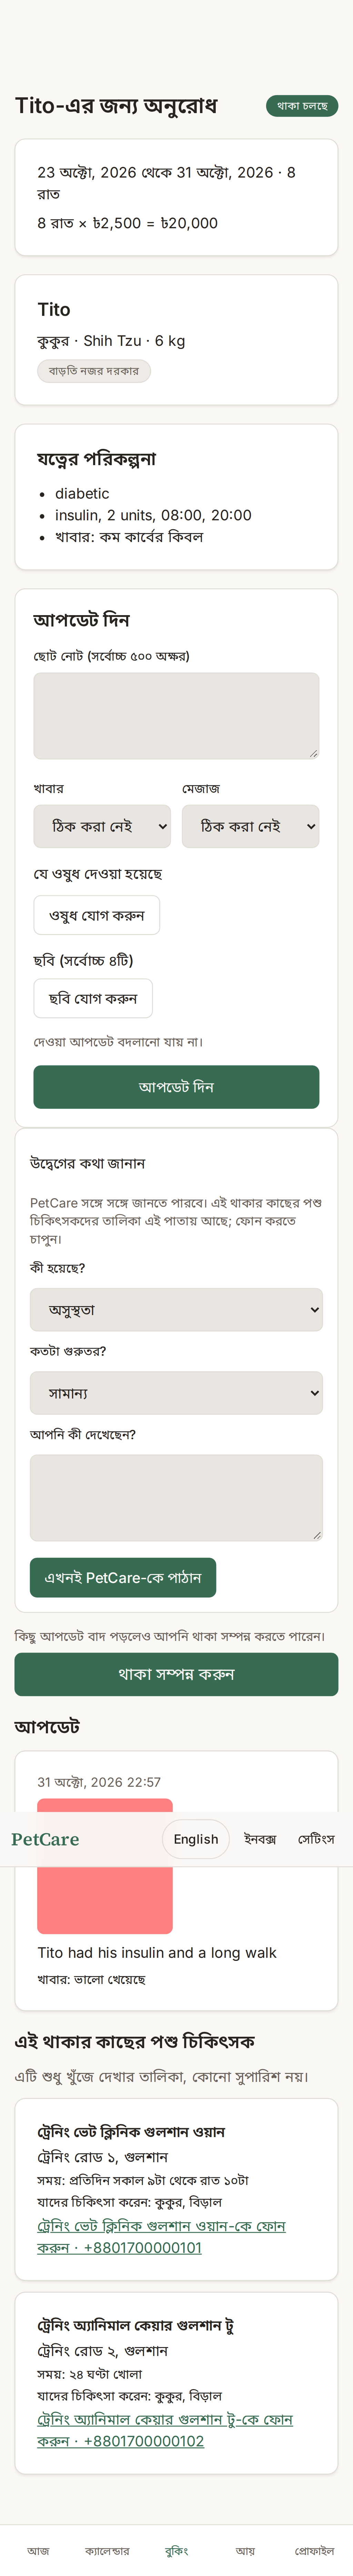 Tito-এর জন্য অনুরোধ
থাকা চলছে
23 অক্টো, 2026 থেকে 31 অক্টো, 2026 · 8
রাত
8 রাত × ৳2,500 = ৳20,000
Tito
কুকুর · Shih Tzu · 6 kg
বাড়তি নজর দরকার
যত্নের পরিকল্পনা
• diabetic
• insulin, 2 units, 08:00, 20:00
• খাবার: কম কার্বের কিবল
আপডেট দিন
ছোট নোট (সর্বোচ্চ ৫০০ অক্ষর)
খাবার
মেজাজ
ঠিক করা নেই
ঠিক করা নেই
যে ওষুধ দেওয়া হয়েছে
ওষুধ যোগ করুন
ছবি (সর্বোচ্চ ৪টি)
ছবি যোগ করুন
দেওয়া আপডেট বদলানো যায় না।
আপডেট দিন
উদ্বেগের কথা জানান
PetCare সঙ্গে সঙ্গে জানতে পারবে। এই থাকার কাছের পশু
চিকিৎসকদের তালিকা এই পাতায় আছে; ফোন করতে
চাপুন।
কী হয়েছে?
অসুস্থতা
কতটা গুরুতর?
সামান্য
আপনি কী দেখেছেন?
এখনই PetCare-কে পাঠান
কিছু আপডেট বাদ পড়লেও আপনি থাকা সম্পন্ন করতে পারেন।
থাকা সম্পন্ন করুন
আপডেট
31 অক্টো, 2026 22:57
PetCare
English
ইনবক্স
সেটিংস
Tito had his insulin and a long walk
খাবার: ভালো খেয়েছে
এই থাকার কাছের পশু চিকিৎসক
এটি শুধু খুঁজে দেখার তালিকা, কোনো সুপারিশ নয়।
ট্রেনিং ভেট ক্লিনিক গুলশান ওয়ান
ট্রেনিং রোড ১, গুলশান
সময়: প্রতিদিন সকাল ৯টা থেকে রাত ১০টা
যাদের চিকিৎসা করেন: কুকুর, বিড়াল
ট্রেনিং ভেট ক্লিনিক গুলশান ওয়ান-কে ফোন
করুন · +8801700000101
ট্রেনিং অ্যানিমাল কেয়ার গুলশান টু
ট্রেনিং রোড ২, গুলশান
সময়: ২৪ ঘণ্টা খোলা
যাদের চিকিৎসা করেন: কুকুর, বিড়াল
ট্রেনিং অ্যানিমাল কেয়ার গুলশান টু-কে ফোন
করুন · +8801700000102
আজ
ক্যালেন্ডার
বুকিং
আয়
প্রোফাইল